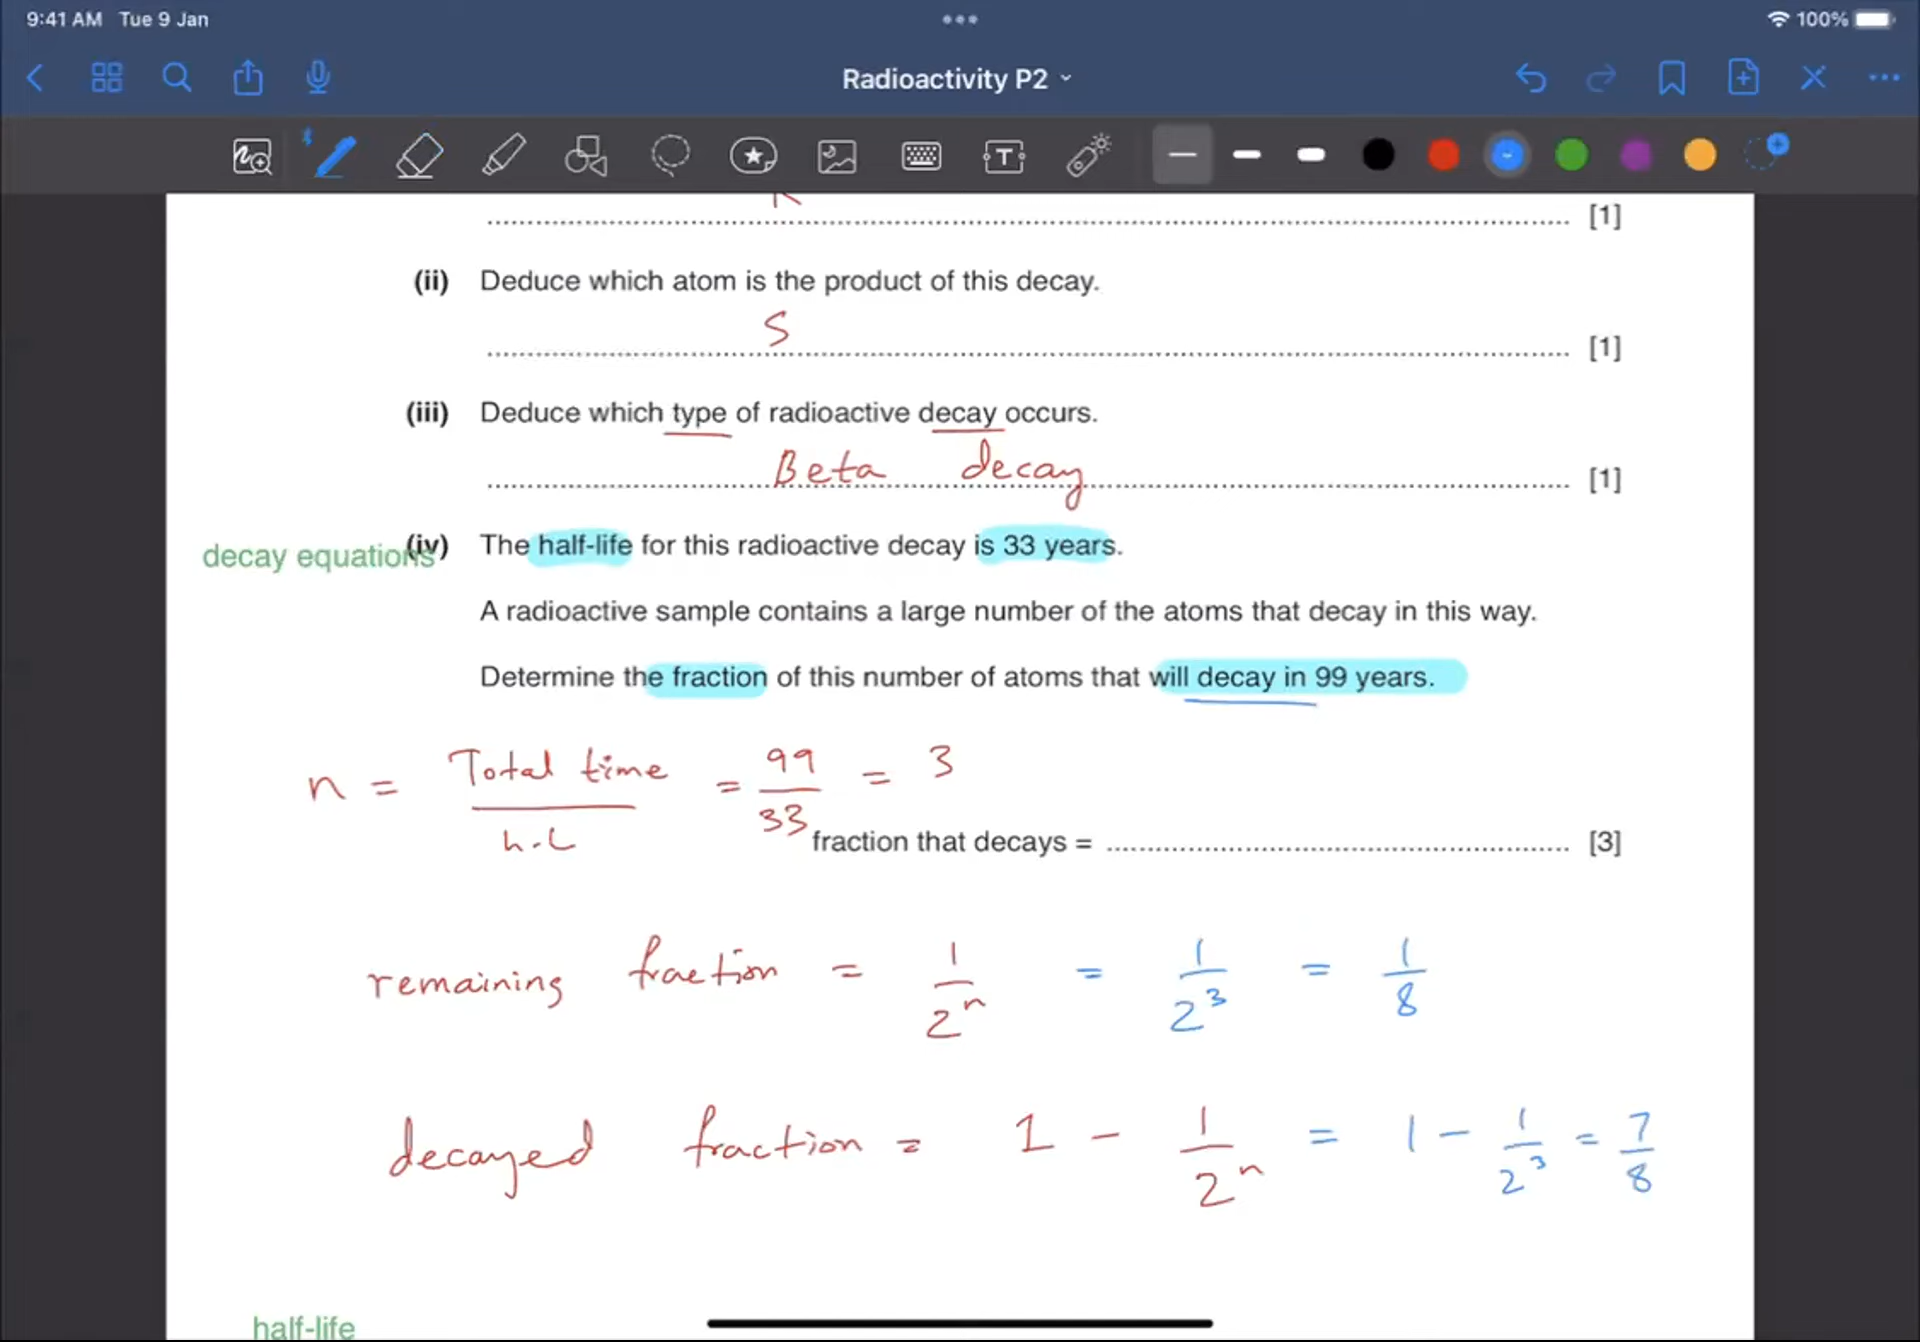 9:41 AM Tue 9 Jan
100%
Radioactivity P2
[1]
(ii) Deduce which atom is the product of this decay.
S
[1]
(iii) Deduce which type of radioactive decay occurs.
Beta decay
[1]
decay equations
(iv) The half-life for this radioactive decay is 33 years.
A radioactive sample contains a large number of the atoms that decay in this way.
Determine the fraction of this number of atoms that will decay in 99 years.
n = Total time / h.L = 99/33 = 3
fraction that decays = [3]
remaining fraction = 1/2^n = 1/2^3 = 1/8
decayed fraction = 1 - 1/2^n = 1 - 1/2^3 = 7/8
half-life